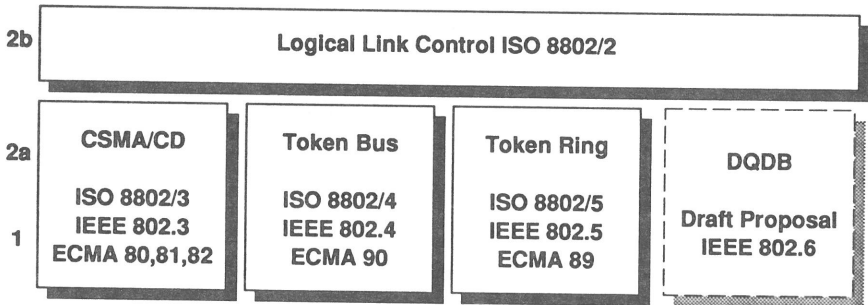 2b
Logical Link Control ISO 8802/2
2a
1
CSMA/CD
ISO 8802/3
IEEE 802.3
ECMA 80,81,82
Token Bus
ISO 8802/4
IEEE 802.4
ECMA 90
Token Ring
ISO 8802/5
IEEE 802.5
ECMA 89
DQDB
Draft Proposal
IEEE 802.6